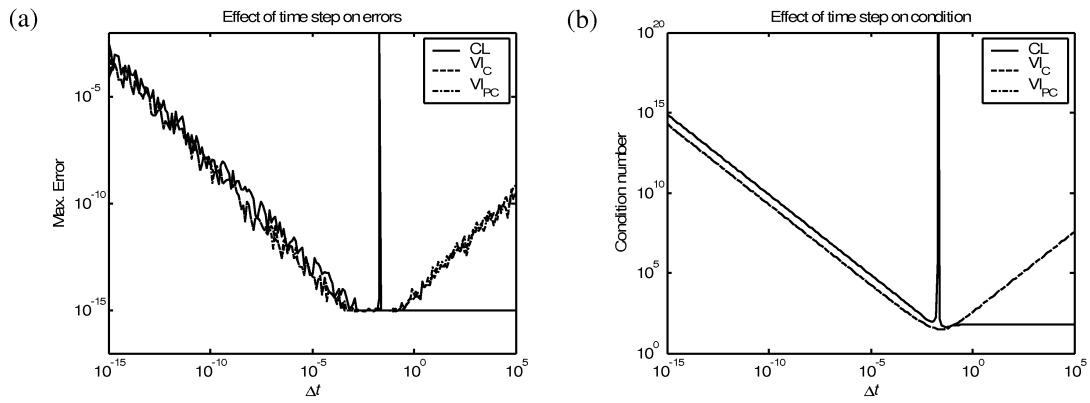 (a)
Effect of time step on errors
CL
VI_C
VI_PC
10^-5
10^-10
10^-15
Max. Error
10^-15
10^-10
10^-5
10^0
10^5
Δt
(b)
Effect of time step on condition
CL
VI_C
VI_PC
10^20
10^15
10^10
10^5
10^0
Condition number
10^-15
10^-10
10^-5
10^0
10^5
Δt